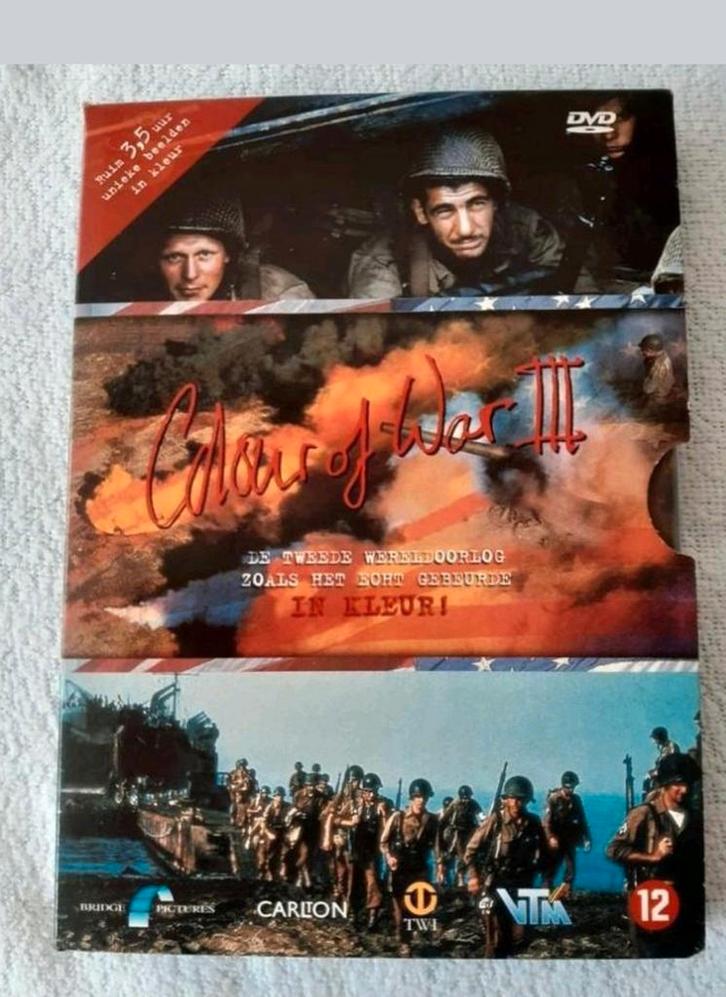 Ruim 3,5 uur
unieke beelden
in kleur
DVD
Colour of War III
DE TWEEDE WERELDOORLOG
ZOALS HET ECHT GEBEURDE
IN KLEUR!
BRIDGE PICTURES
CARLTON
TWI
VTM
12